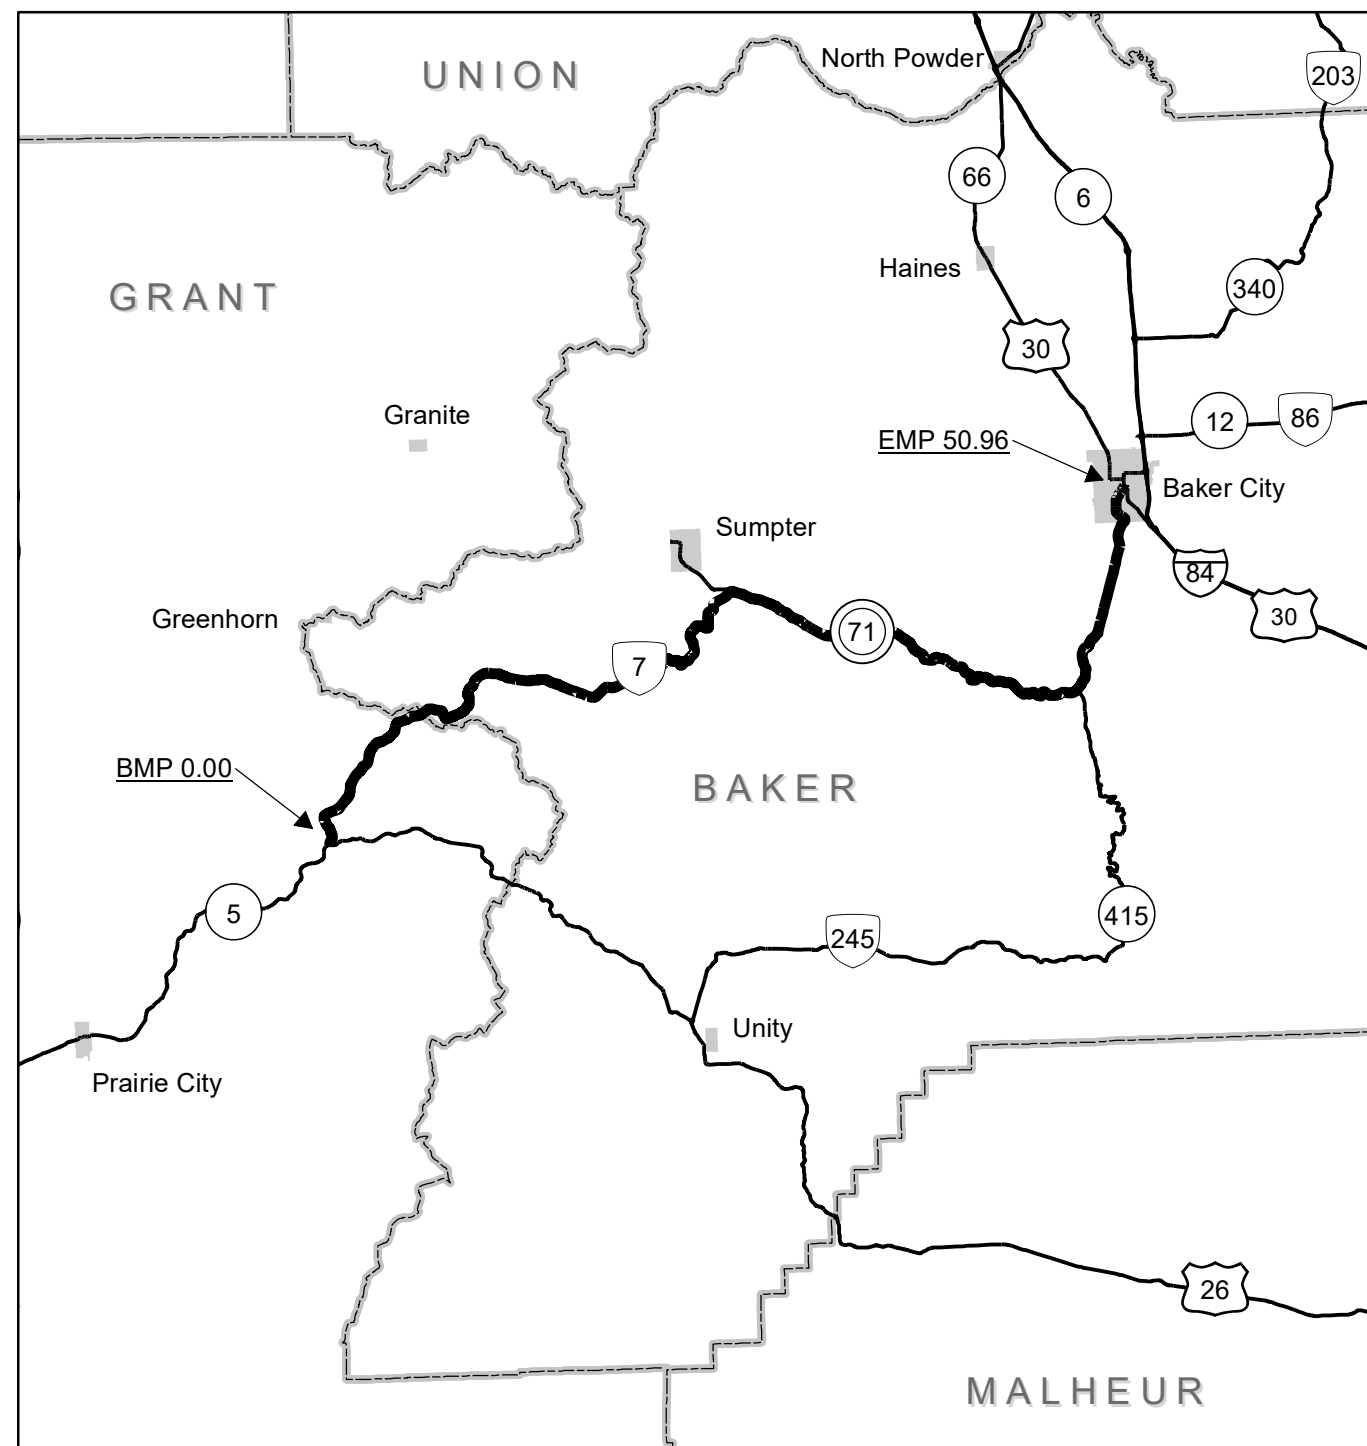 North Powder
UNION
203
66
6
Haines
GRANT
340
30
Granite
12
86
EMP 50.96
Baker City
Sumpter
84
Greenhorn
30
71
7
BMP 0.00
BAKER
5
415
245
Unity
Prairie City
26
MALHEUR